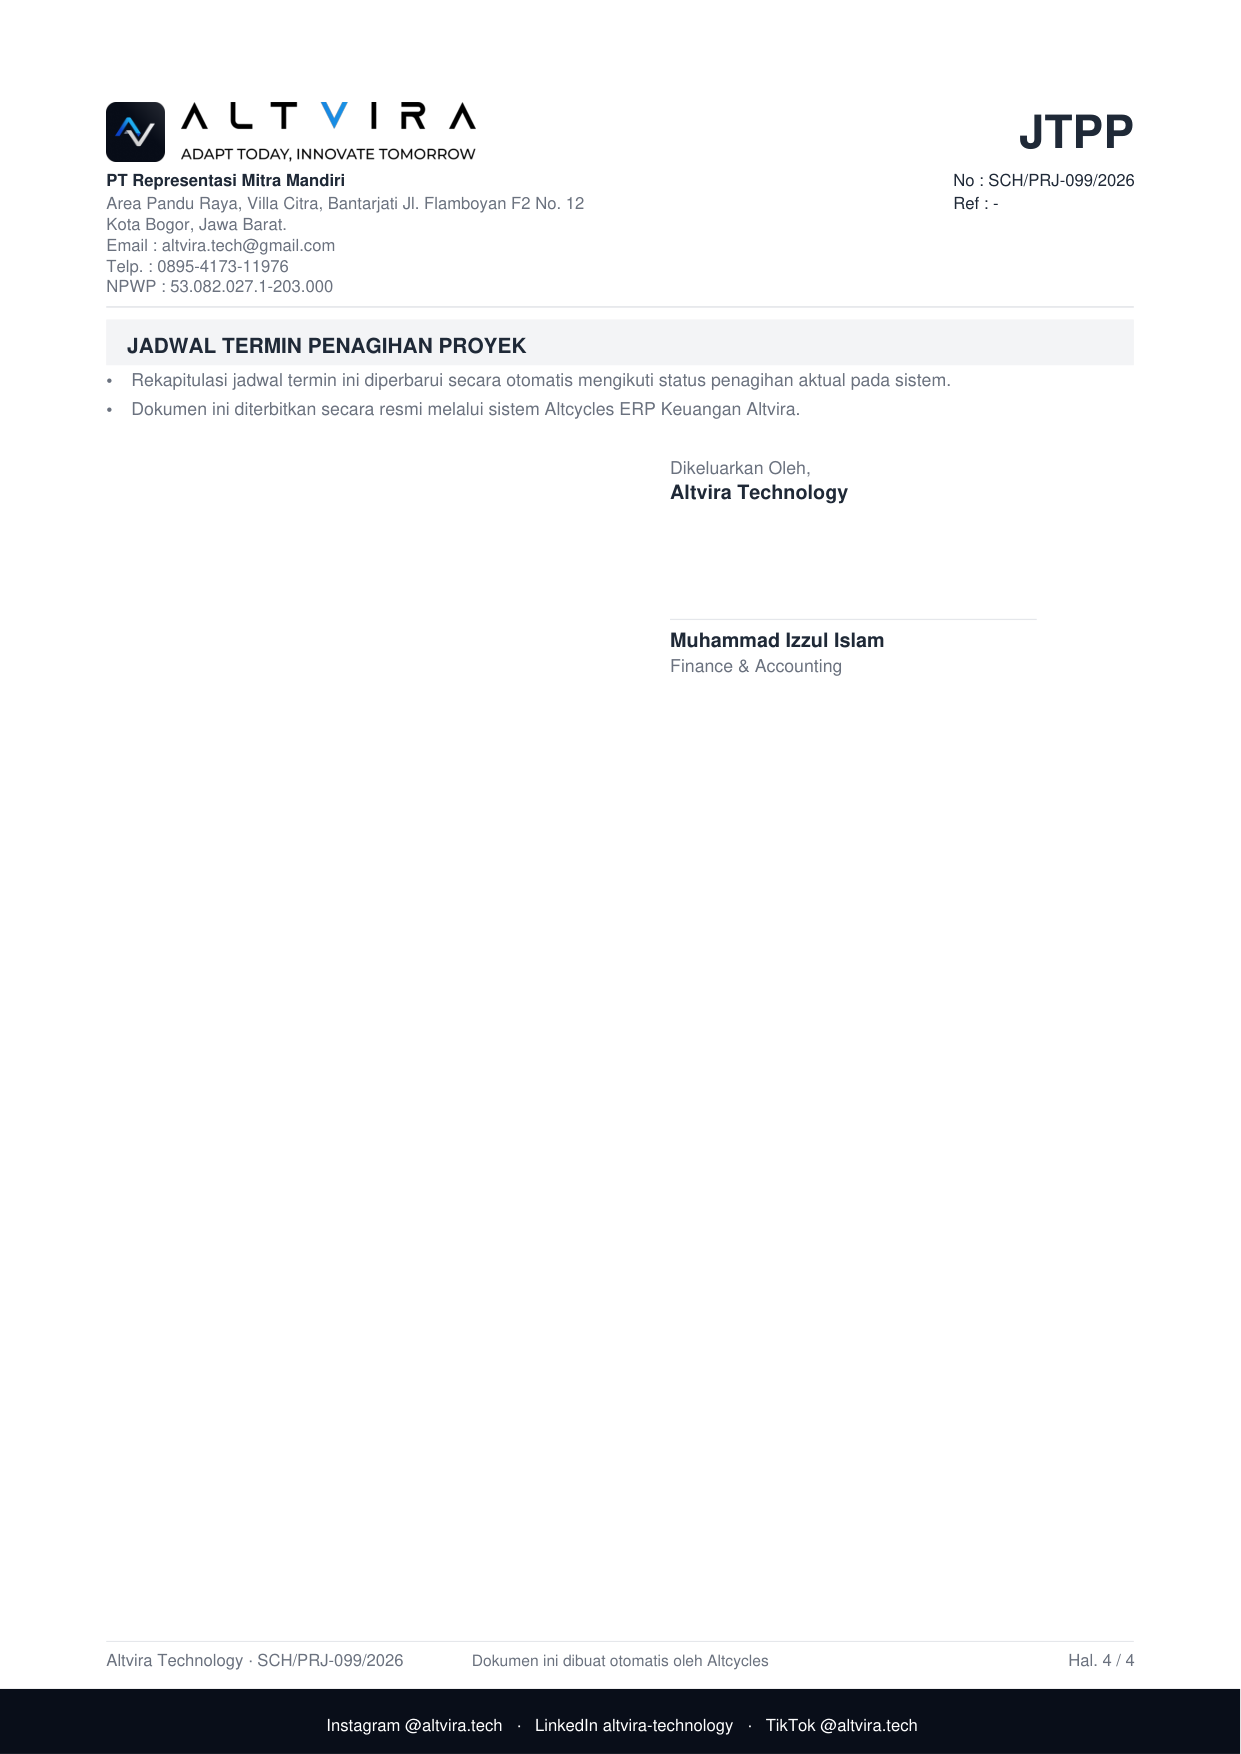 ALTVIRA
ADAPT TODAY, INNOVATE TOMORROW
JTPP
PT Representasi Mitra Mandiri
Area Pandu Raya, Villa Citra, Bantarjati Jl. Flamboyan F2 No. 12
Kota Bogor, Jawa Barat.
Email : altvira.tech@gmail.com
Telp. : 0895-4173-11976
NPWP : 53.082.027.1-203.000
No : SCH/PRJ-099/2026
Ref : -
JADWAL TERMIN PENAGIHAN PROYEK
• Rekapitulasi jadwal termin ini diperbarui secara otomatis mengikuti status penagihan aktual pada sistem.
• Dokumen ini diterbitkan secara resmi melalui sistem Altcycles ERP Keuangan Altvira.
Dikeluarkan Oleh,
Altvira Technology
Muhammad Izzul Islam
Finance & Accounting
Altvira Technology · SCH/PRJ-099/2026 Dokumen ini dibuat otomatis oleh Altcycles Hal. 4 / 4
Instagram @altvira.tech · LinkedIn altvira-technology · TikTok @altvira.tech